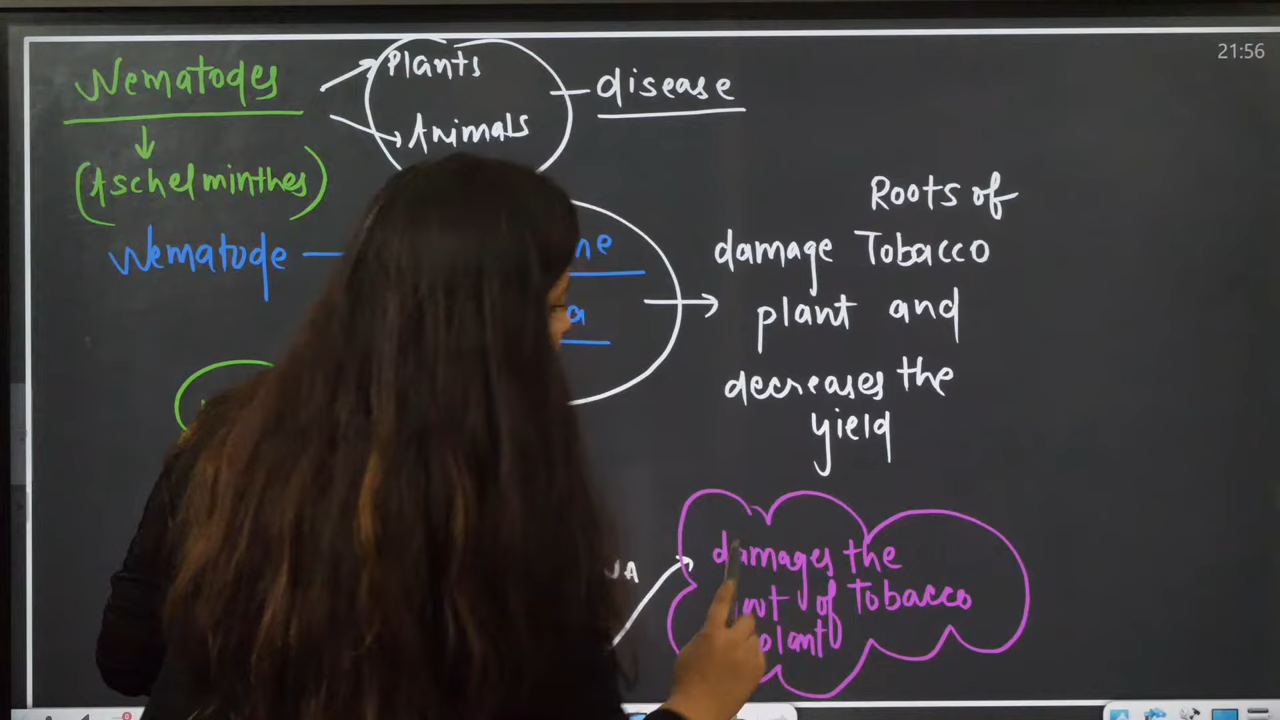 21:56
Nematodes
Plants
disease
Animals
(Aschelminthes)
Roots of
Nematode
damage Tobacco
plant and
decreases the
yield
damages the
of Tobacco
plant